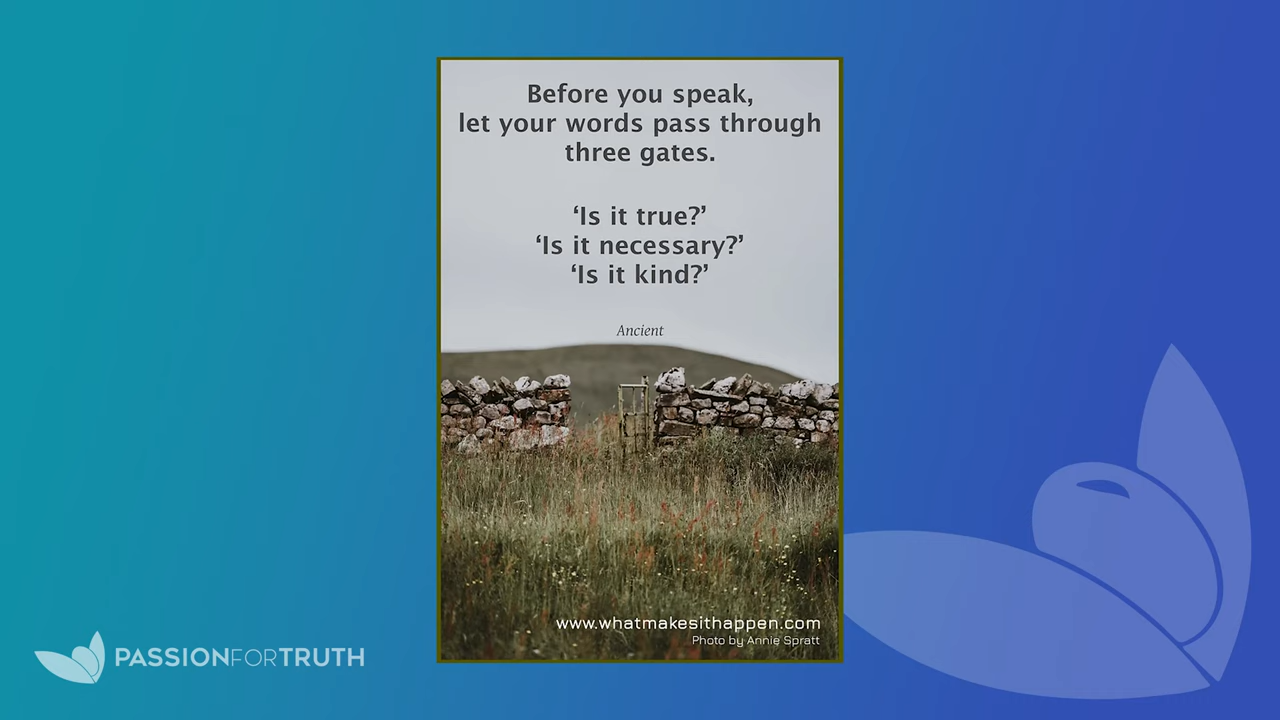 Before you speak,
let your words pass through
three gates.
‘Is it true?’
‘Is it necessary?’
‘Is it kind?’
Ancient
www.whatmakesithappen.com
Photo by Annie Spratt
PASSIONFORTRUTH